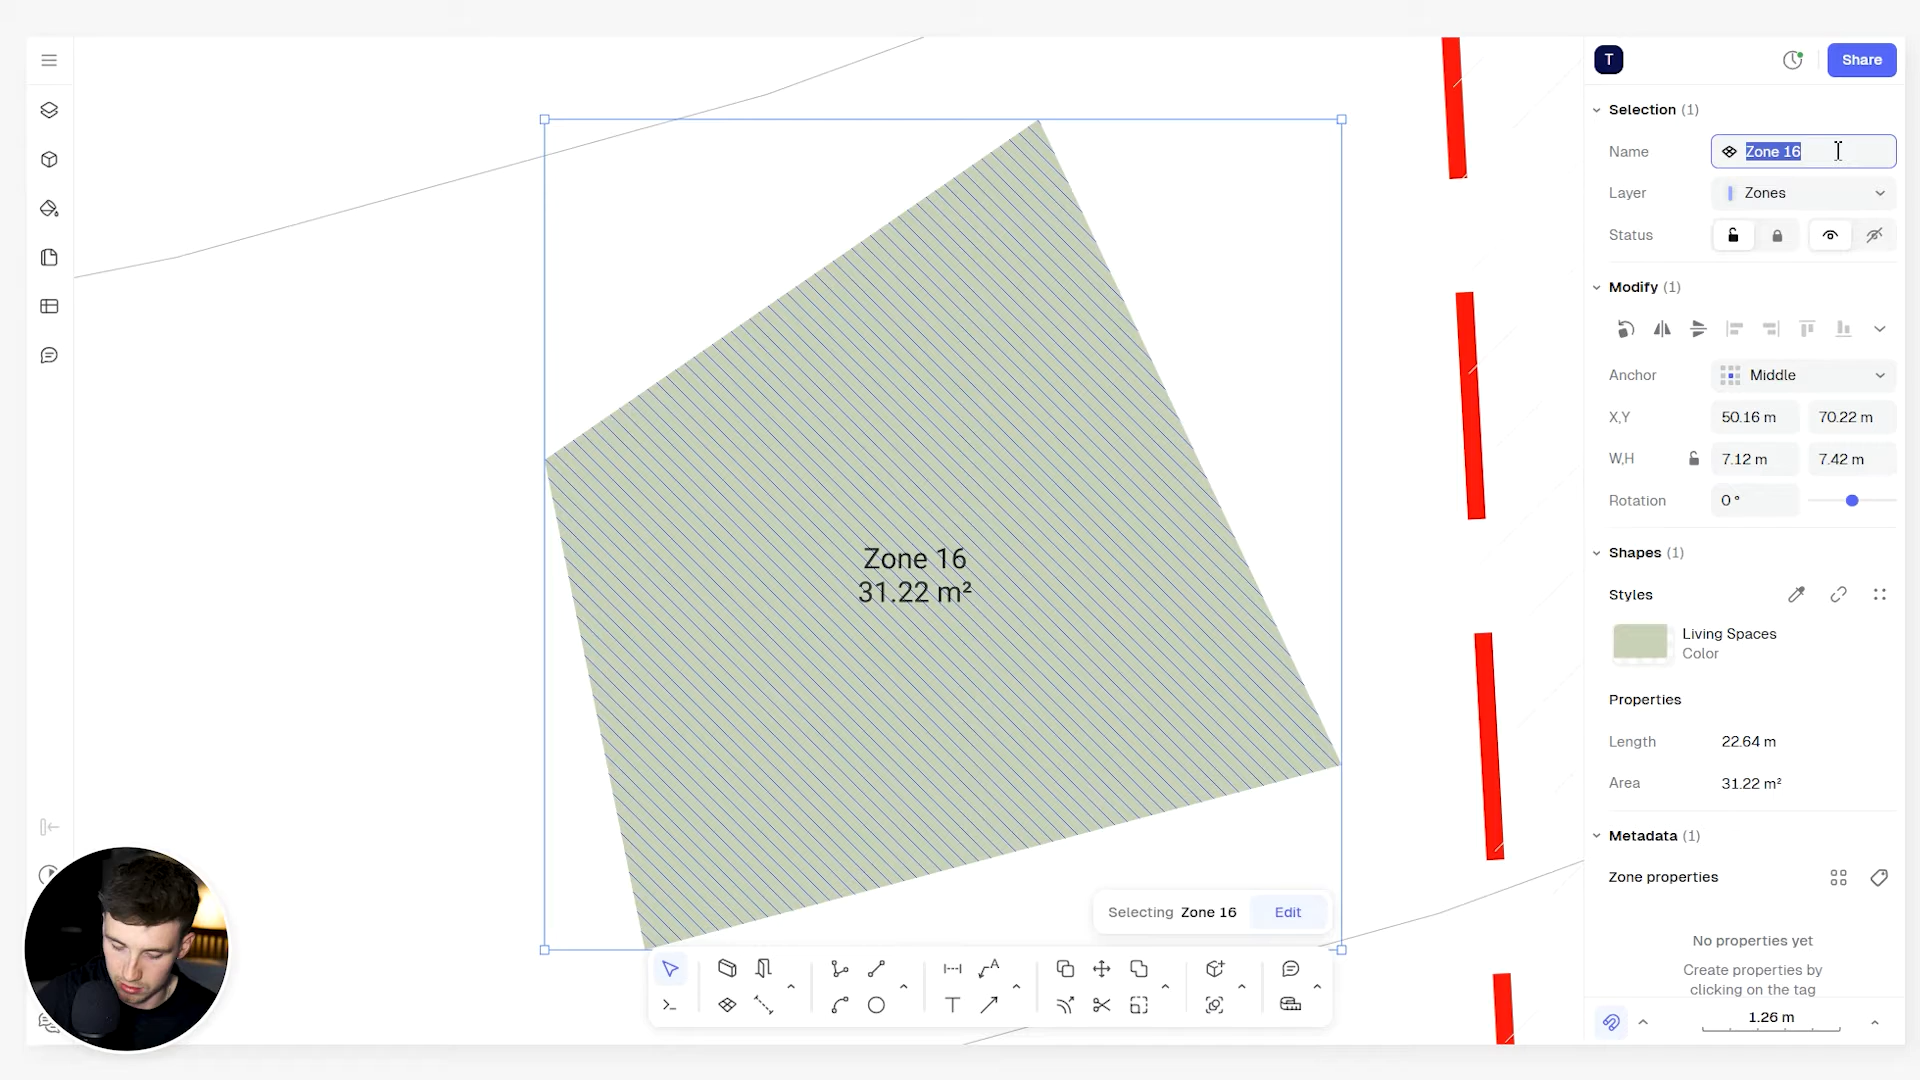 T
Share
Selection (1)
Name Zone 16
Layer Zones
Status
Modify (1)
Anchor Middle
X,Y 50.16 m 70.22 m
W,H 7.12 m 7.42 m
Rotation 0 °
Shapes (1)
Styles
Living Spaces
Color
Properties
Length 22.64 m
Area 31.22 m²
Metadata (1)
Zone properties
No properties yet
Create properties by
clicking on the tag
1.26 m
Zone 16
31.22 m²
Selecting Zone 16 Edit